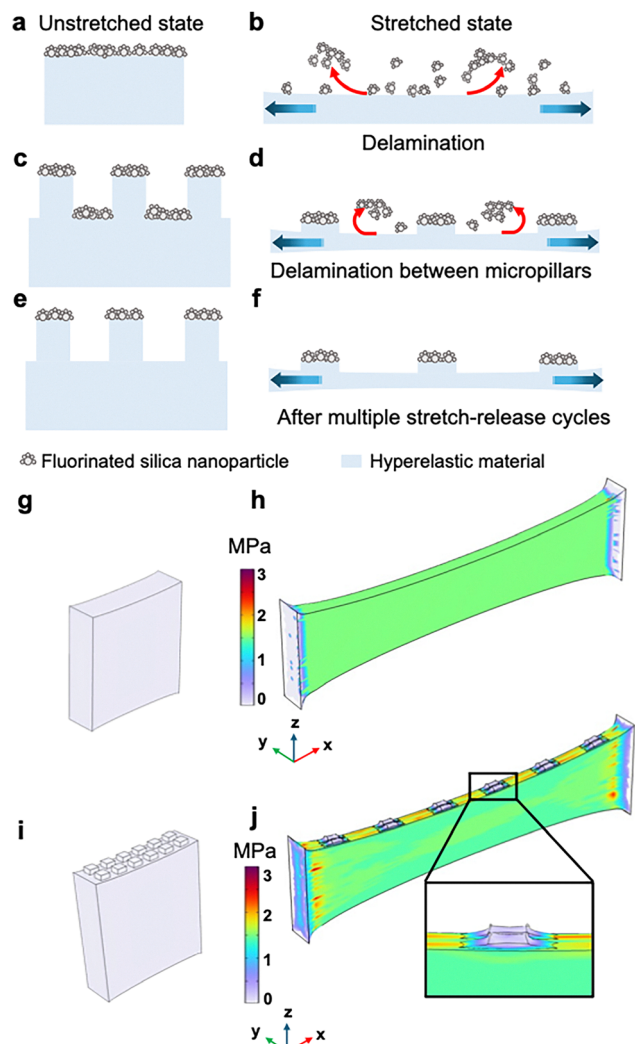 a Unstretched state
b Stretched state
Delamination
c
d
Delamination between micropillars
e
f
After multiple stretch-release cycles
Fluorinated silica nanoparticle
Hyperelastic material
g
h
MPa
3
2
1
0
z
y
x
i
j
MPa
3
2
1
0
z
y
x